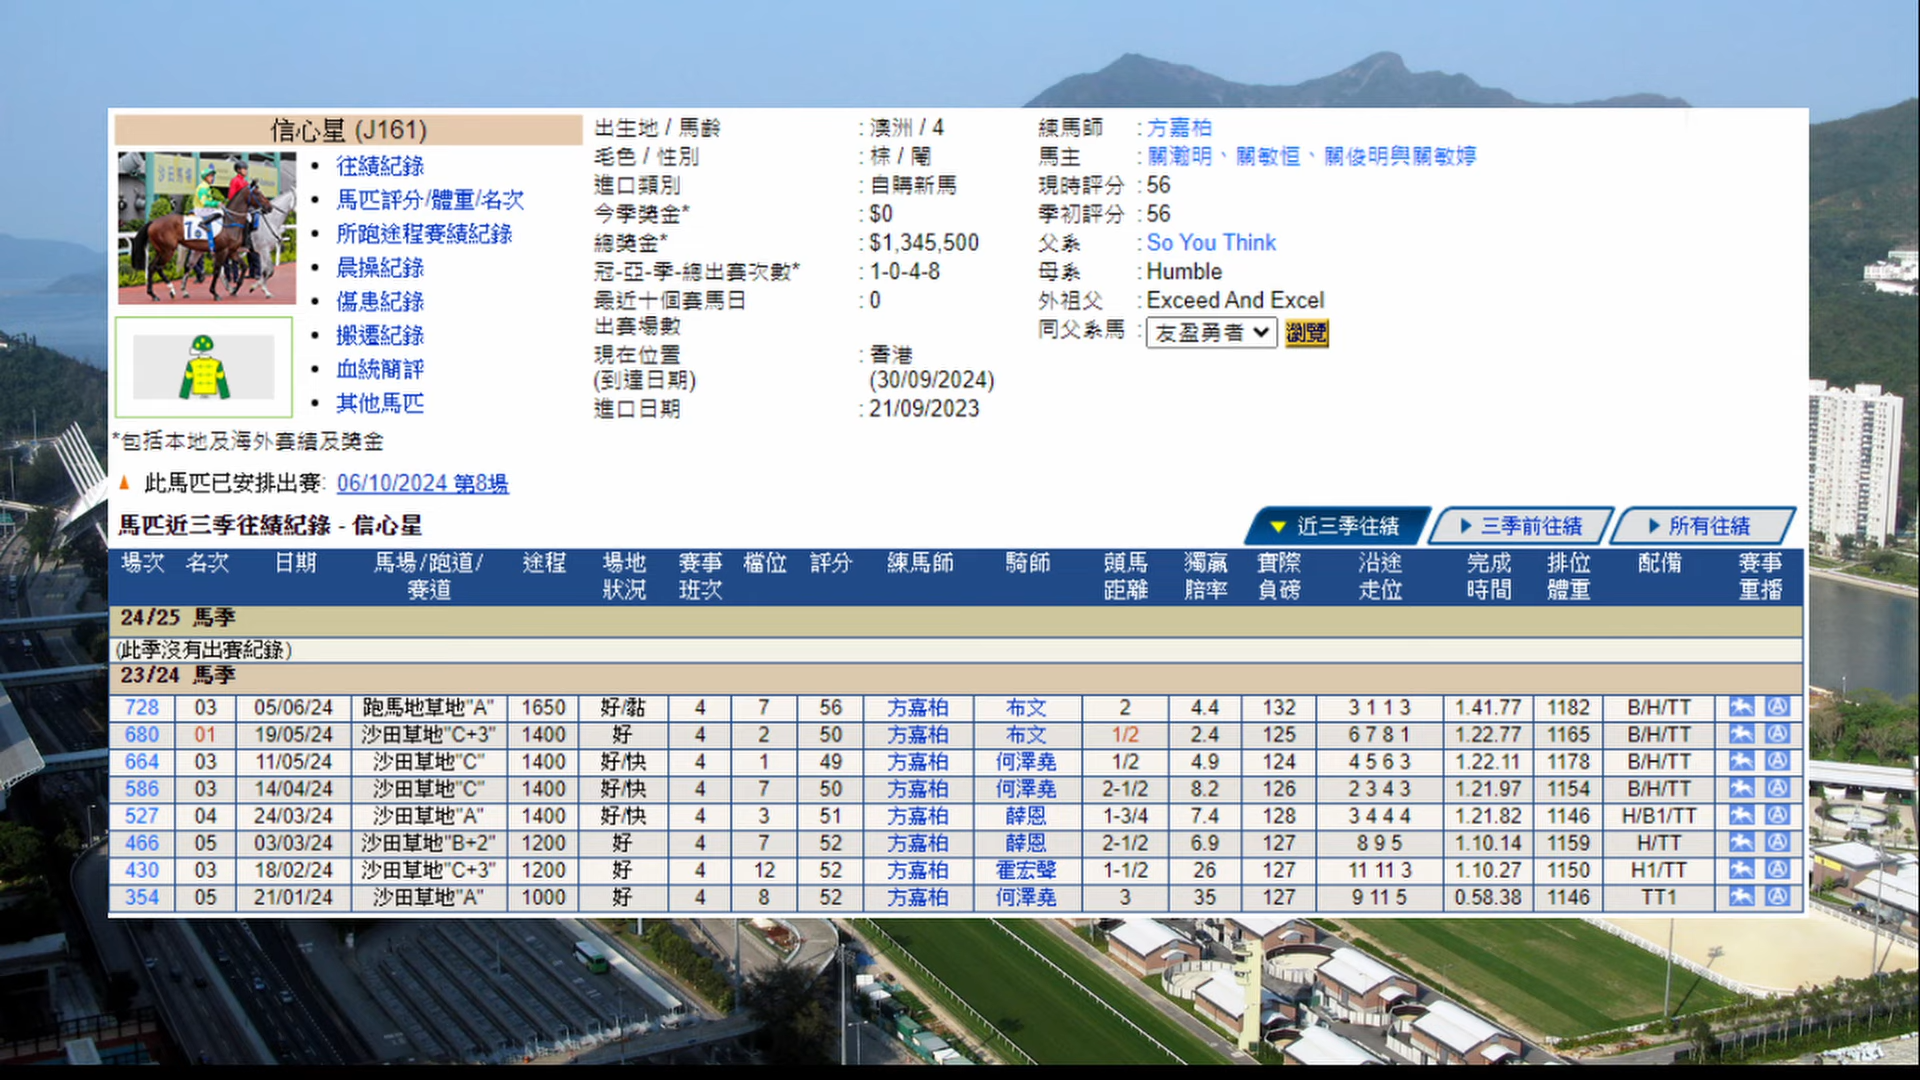 信心星 (J161)
• 往績紀錄
• 馬匹評分/體重/名次
• 所跑途程賽績紀錄
• 晨操紀錄
• 傷患紀錄
• 搬遷紀錄
• 血統簡評
• 其他馬匹
*包括本地及海外賽績及獎金
出生地 / 馬齡 : 澳洲 / 4
毛色 / 性別 : 棕 / 閹
進口類別 : 自購新馬
今季獎金* : $0
總獎金* : $1,345,500
冠-亞-季-總出賽次數* : 1-0-4-8
最近十個賽馬日 : 0
出賽場數
現在位置 : 香港
(到達日期) (30/09/2024)
進口日期 : 21/09/2023
練馬師 : 方嘉柏
馬主 : 關瀚明、關敏恒、關俊明與關敏婷
現時評分 : 56
季初評分 : 56
父系 : So You Think
母系 : Humble
外祖父 : Exceed And Excel
同父系馬 : 友盈勇者 瀏覽
此馬匹已安排出賽: 06/10/2024 第8場
馬匹近三季往績紀錄 - 信心星
近三季往績 三季前往績 所有往績
場次 名次 日期 馬場/跑道/賽道 途程 場地狀況 賽事班次 檔位 評分 練馬師 騎師 頭馬距離 獨贏賠率 實際負磅 沿途走位 完成時間 排位體重 配備 賽事重播
24/25 馬季
(此季沒有出賽紀錄)
23/24 馬季
728 03 05/06/24 跑馬地草地"A" 1650 好/黏 4 7 56 方嘉柏 布文 2 4.4 132 3 1 1 3 1.41.77 1182 B/H/TT
680 01 19/05/24 沙田草地"C+3" 1400 好 4 2 50 方嘉柏 布文 1/2 2.4 125 6 7 8 1 1.22.77 1165 B/H/TT
664 03 11/05/24 沙田草地"C" 1400 好/快 4 1 49 方嘉柏 何澤堯 1/2 4.9 124 4 5 6 3 1.22.11 1178 B/H/TT
586 03 14/04/24 沙田草地"C" 1400 好/快 4 7 50 方嘉柏 何澤堯 2-1/2 8.2 126 2 3 4 3 1.21.97 1154 B/H/TT
527 04 24/03/24 沙田草地"A" 1400 好/快 4 3 51 方嘉柏 薛恩 1-3/4 7.4 128 3 4 4 4 1.21.82 1146 H/B1/TT
466 05 03/03/24 沙田草地"B+2" 1200 好 4 7 52 方嘉柏 薛恩 2-1/2 6.9 127 8 9 5 1.10.14 1159 H/TT
430 03 18/02/24 沙田草地"C+3" 1200 好 4 12 52 方嘉柏 霍宏聲 1-1/2 26 127 11 11 3 1.10.27 1150 H1/TT
354 05 21/01/24 沙田草地"A" 1000 好 4 8 52 方嘉柏 何澤堯 3 35 127 9 11 5 0.58.38 1146 TT1